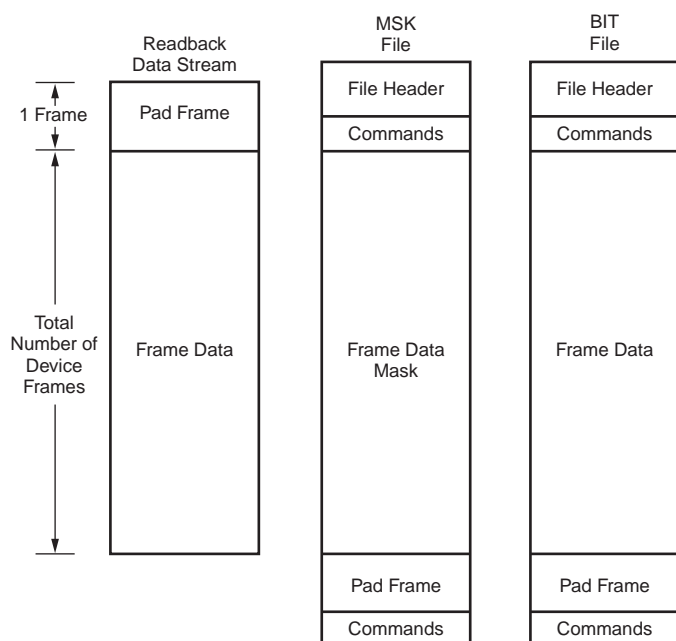 Readback
Data Stream
MSK
File
BIT
File
1 Frame
Pad Frame
File Header
File Header
Commands
Commands
Total
Number of
Device
Frames
Frame Data
Frame Data
Mask
Frame Data
Pad Frame
Pad Frame
Commands
Commands